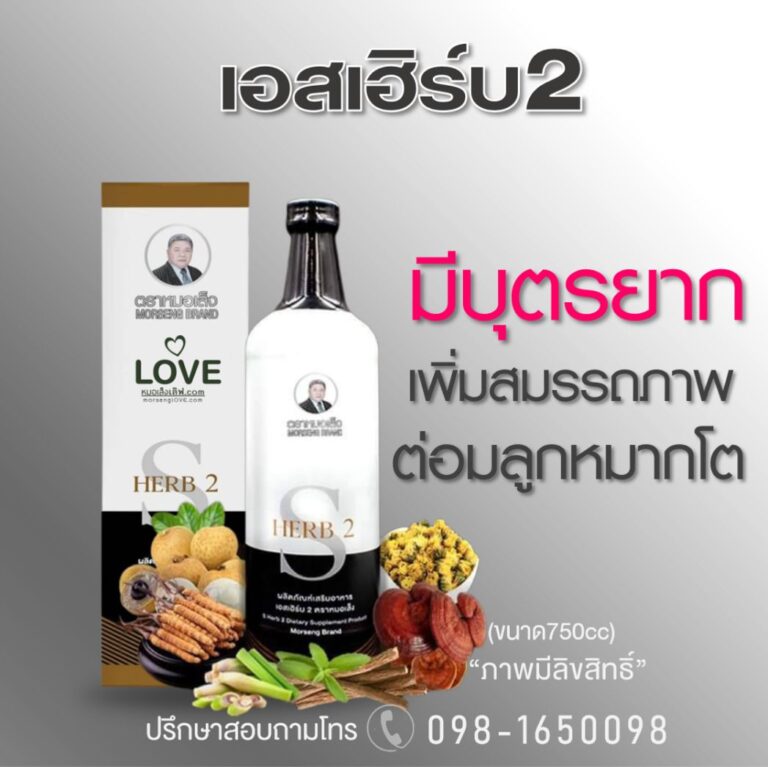 เอสเฮิร์บ2
ตราหมอเส็ง
MORSENG BRAND
LOVE
หมอเส็งเลิฟ.com
morsenglOVE.com
S
HERB 2
ตราหมอเส็ง
MORSENG BRAND
S
HERB 2
ผลิตภัณฑ์เสริมอาหาร
เอสเฮิร์บ 2 ตราหมอเส็ง
S Herb 2 Dietary Supplement Product
Morseng Brand
มีบุตรยาก
เพิ่มสมรรถภาพ
ต่อมลูกหมากโต
(ขนาด750cc)
“ภาพมีลิขสิทธิ์”
ปรึกษาสอบถามโทร 098-1650098